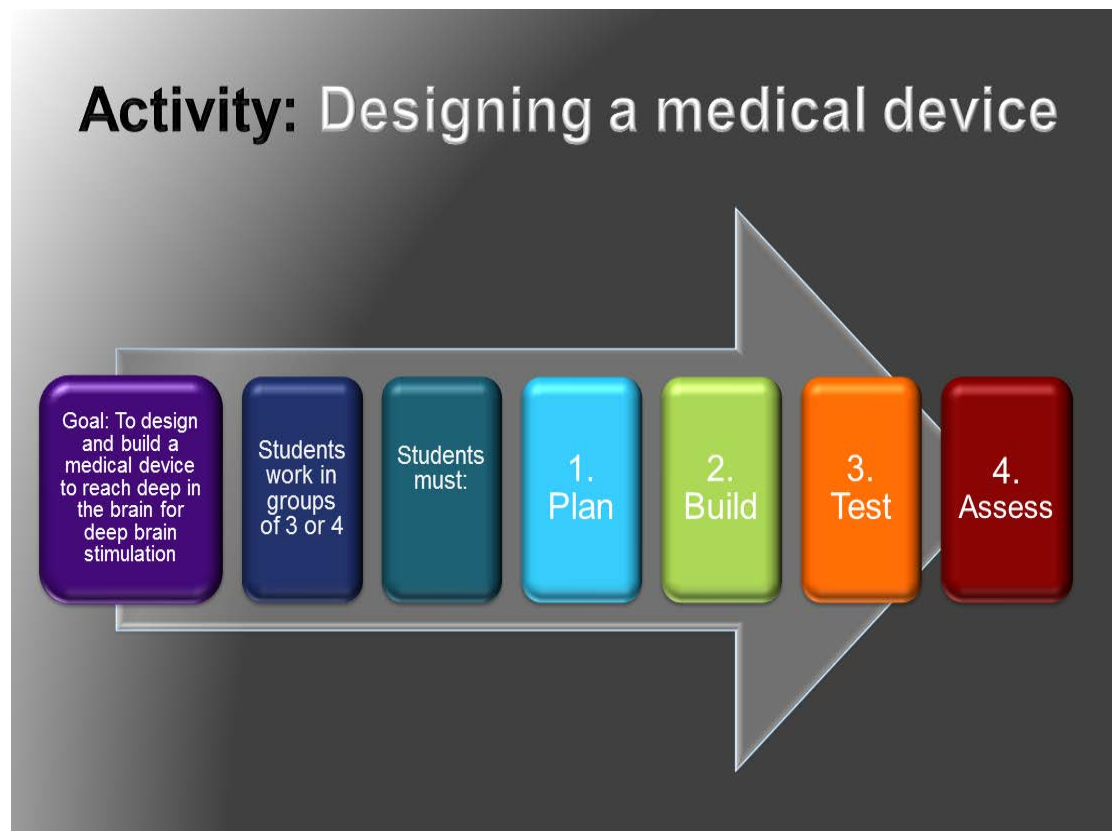 Activity: Designing a medical device
Goal: To design
and build a
medical device
to reach deep in
the brain for
deep brain
stimulation
Students
work in
groups
of 3 or 4
Students
must:
1.
Plan
2.
Build
3.
Test
4.
Assess